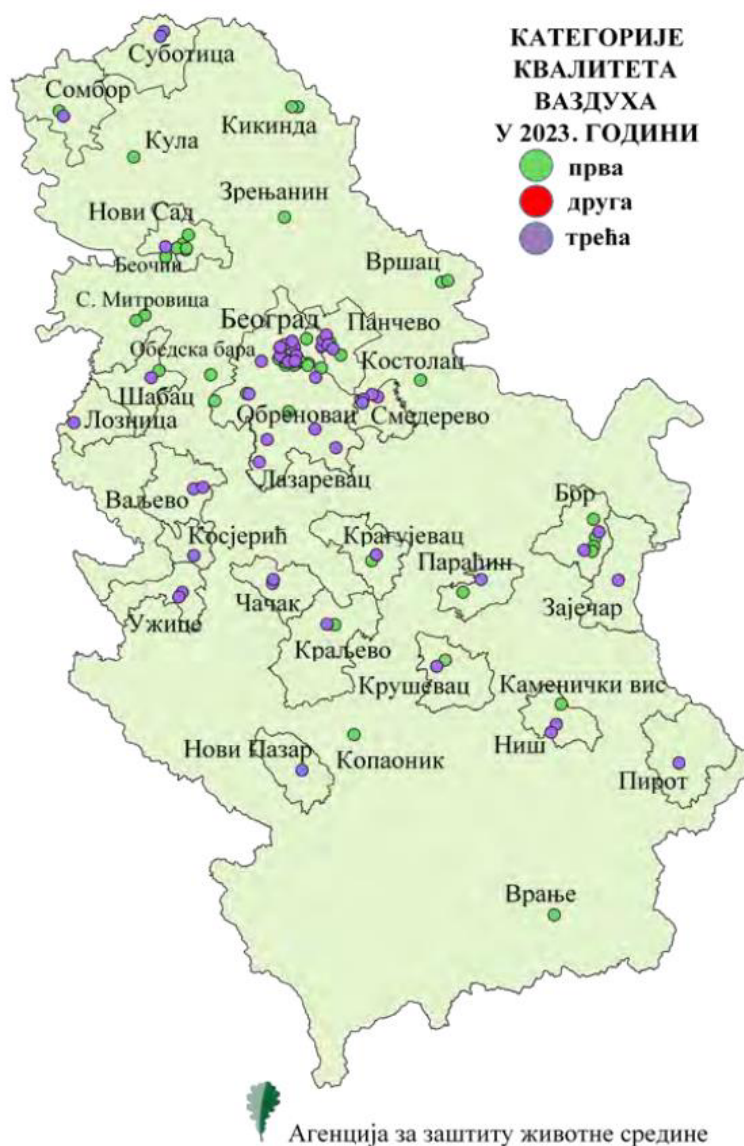 КАТЕГОРИЈЕ
КВАЛИТЕТА
ВАЗДУХА
У 2023. ГОДИНИ
прва
друга
трећа
Суботица
Сомбор
Кикинда
Кула
Зрењанин
Нови Сад
Беочин
Вршац
С. Митровица
Београд
Панчево
Обедска бара
Костолац
Шабац
Обреновац
Смедерево
Лозница
Лазаревац
Ваљево
Бор
Косјерић
Крагујевац
Параћин
Чачак
Зајечар
Ужице
Краљево
Крушевац
Каменички вис
Нови Пазар
Копаоник
Ниш
Пирот
Врање
Агенција за заштиту животне средине